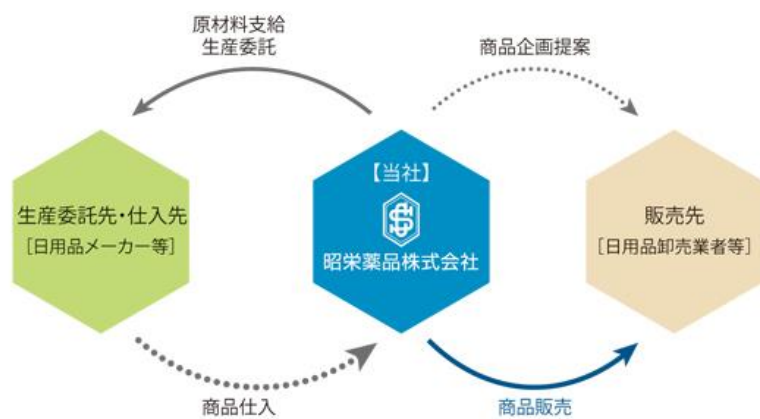 原材料支給
生産委託
商品企画提案
生産委託先・仕入先
［日用品メーカー等］
【当社】
昭栄薬品株式会社
販売先
［日用品卸売業者等］
商品仕入
商品販売